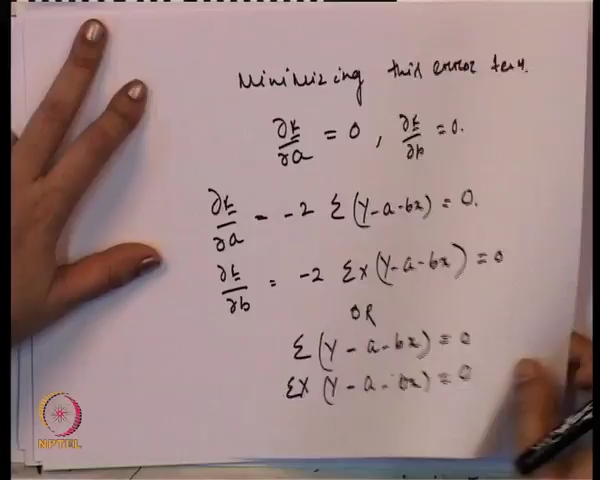 Minimizing this error term.
∂E/∂a = 0 , ∂E/∂b = 0.
∂E/∂a = -2 Σ(Y-a-bx) = 0.
∂E/∂b = -2 Σx(Y-a-bx) = 0
OR
Σ(Y-a-bx) = 0
Σx(Y-a-bx) = 0
NPTEL